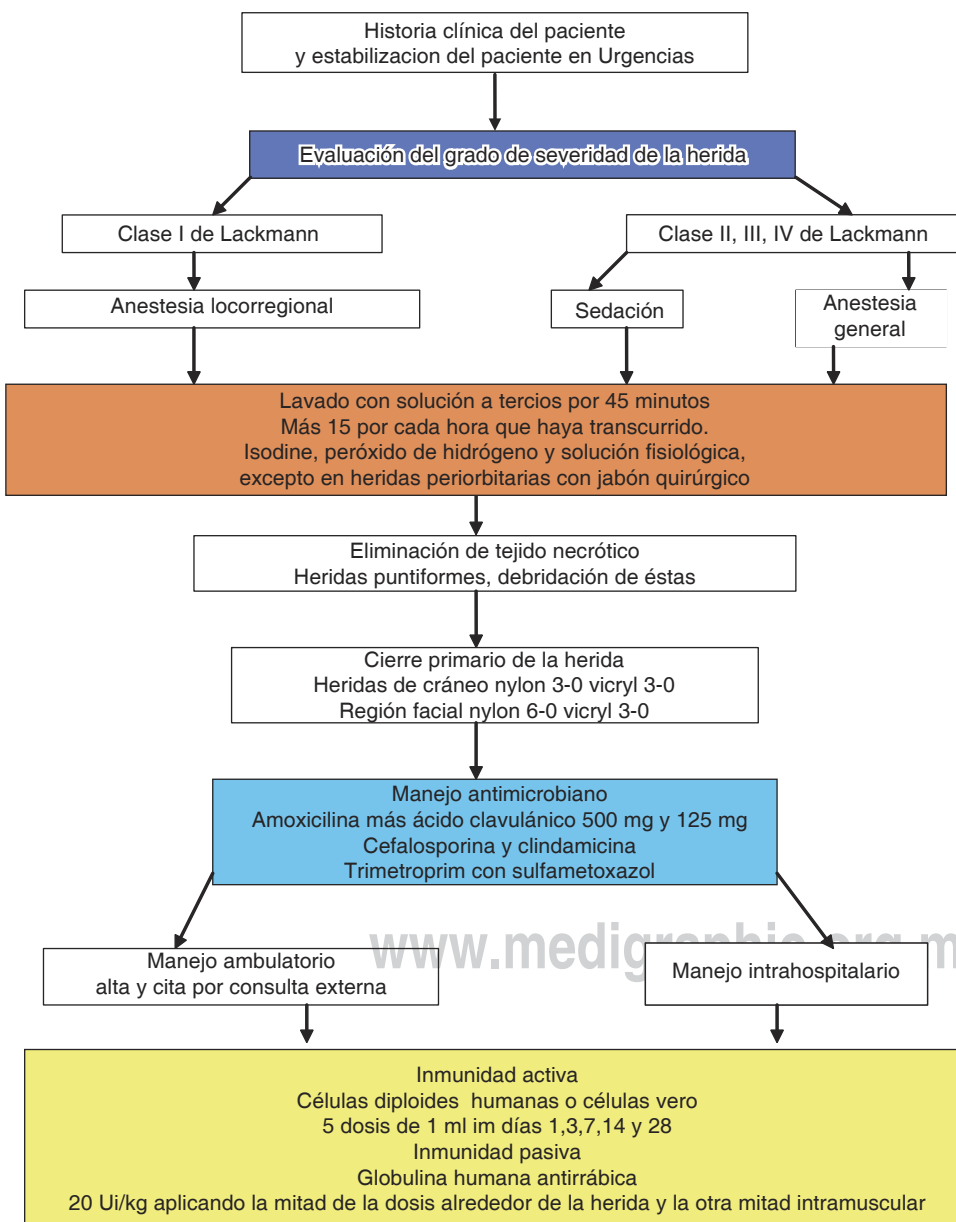 Historia clínica del paciente
y estabilizacion del paciente en Urgencias
Evaluación del grado de severidad de la herida
Clase I de Lackmann
Clase II, III, IV de Lackmann
Anestesia locorregional
Sedación
Anestesia
general
Lavado con solución a tercios por 45 minutos
Más 15 por cada hora que haya transcurrido.
Isodine, peróxido de hidrógeno y solución fisiológica,
excepto en heridas periorbitarias con jabón quirúrgico
Eliminación de tejido necrótico
Heridas puntiformes, debridación de éstas
Cierre primario de la herida
Heridas de cráneo nylon 3-0 vicryl 3-0
Región facial nylon 6-0 vicryl 3-0
Manejo antimicrobiano
Amoxicilina más ácido clavulánico 500 mg y 125 mg
Cefalosporina y clindamicina
Trimetroprim con sulfametoxazol
www.medigraphic.org.m
Manejo ambulatorio
alta y cita por consulta externa
Manejo intrahospitalario
Inmunidad activa
Células diploides humanas o células vero
5 dosis de 1 ml im días 1,3,7,14 y 28
Inmunidad pasiva
Globulina humana antirrábica
20 Ui/kg aplicando la mitad de la dosis alrededor de la herida y la otra mitad intramuscular